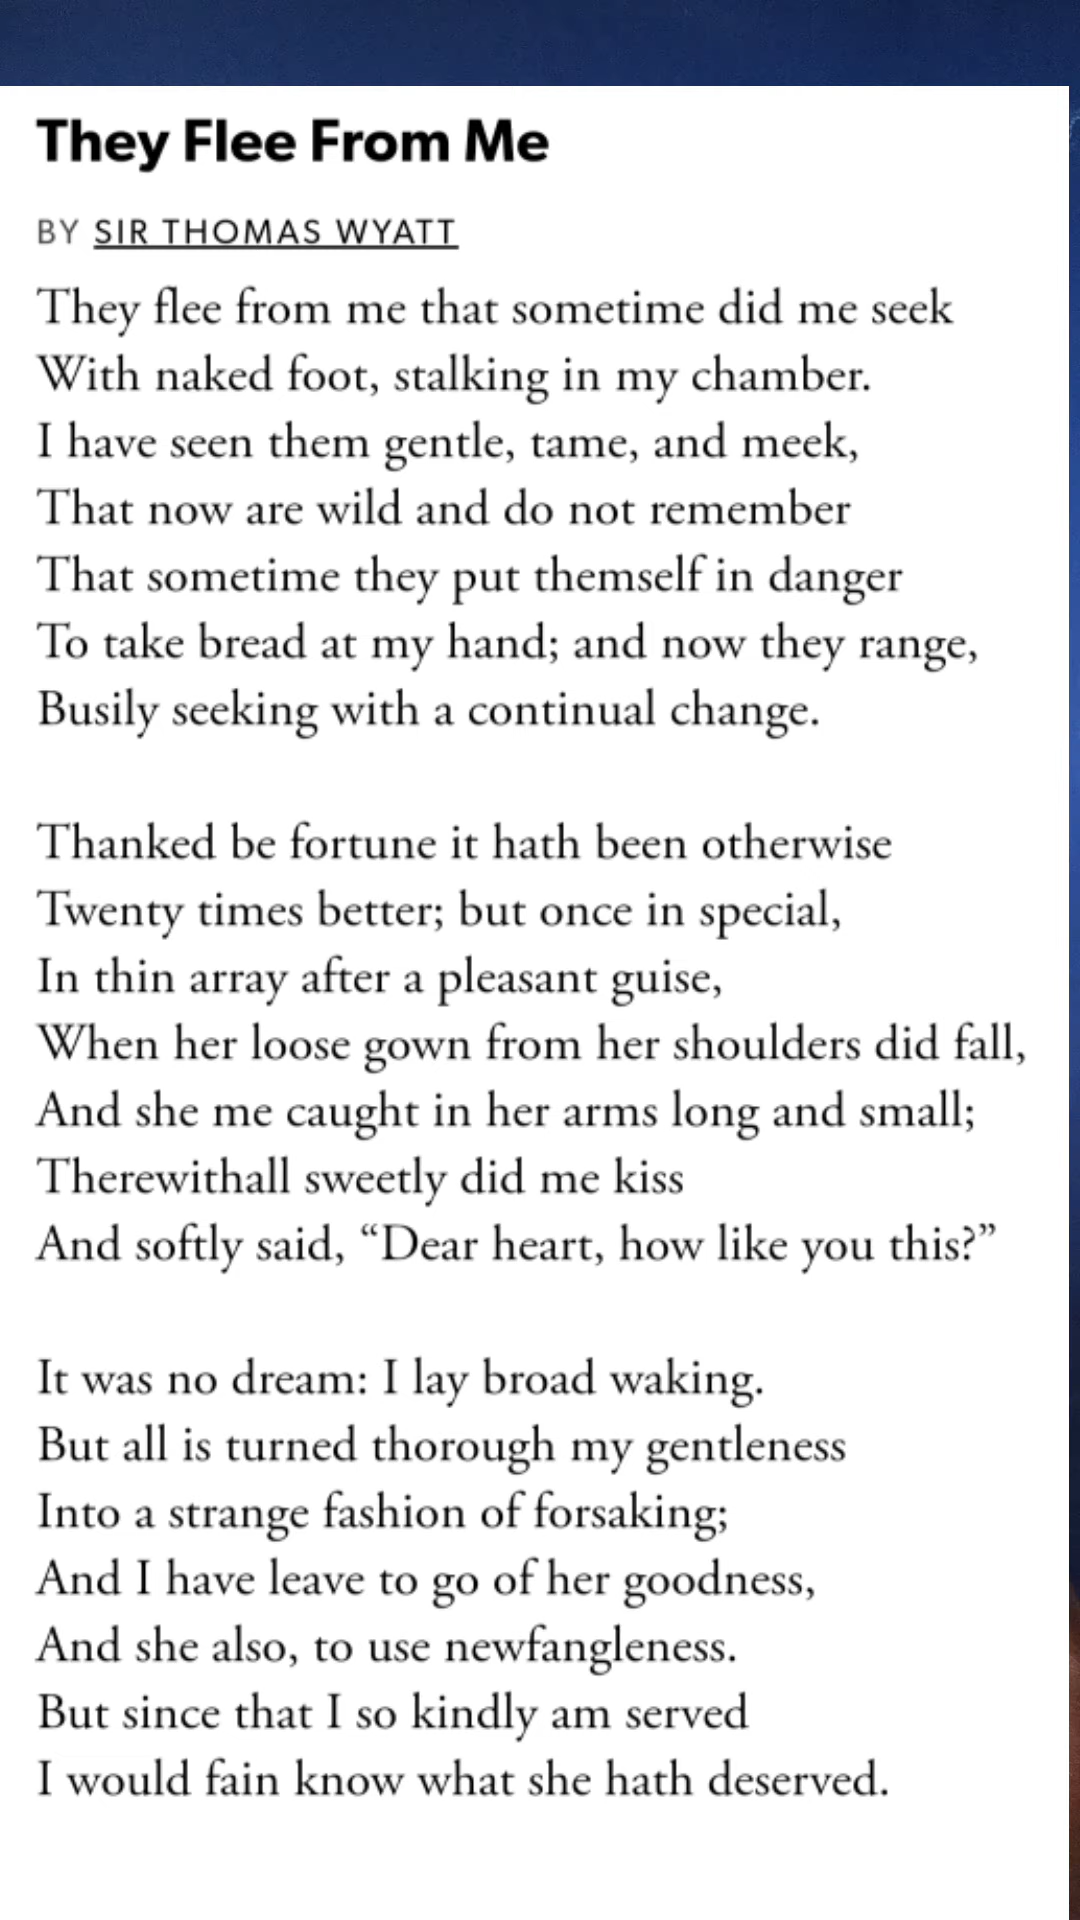 They Flee From Me
BY SIR THOMAS WYATT
They flee from me that sometime did me seek
With naked foot, stalking in my chamber.
I have seen them gentle, tame, and meek,
That now are wild and do not remember
That sometime they put themself in danger
To take bread at my hand; and now they range,
Busily seeking with a continual change.
Thanked be fortune it hath been otherwise
Twenty times better; but once in special,
In thin array after a pleasant guise,
When her loose gown from her shoulders did fall,
And she me caught in her arms long and small;
Therewithall sweetly did me kiss
And softly said, “Dear heart, how like you this?”
It was no dream: I lay broad waking.
But all is turned thorough my gentleness
Into a strange fashion of forsaking;
And I have leave to go of her goodness,
And she also, to use newfangleness.
But since that I so kindly am served
I would fain know what she hath deserved.